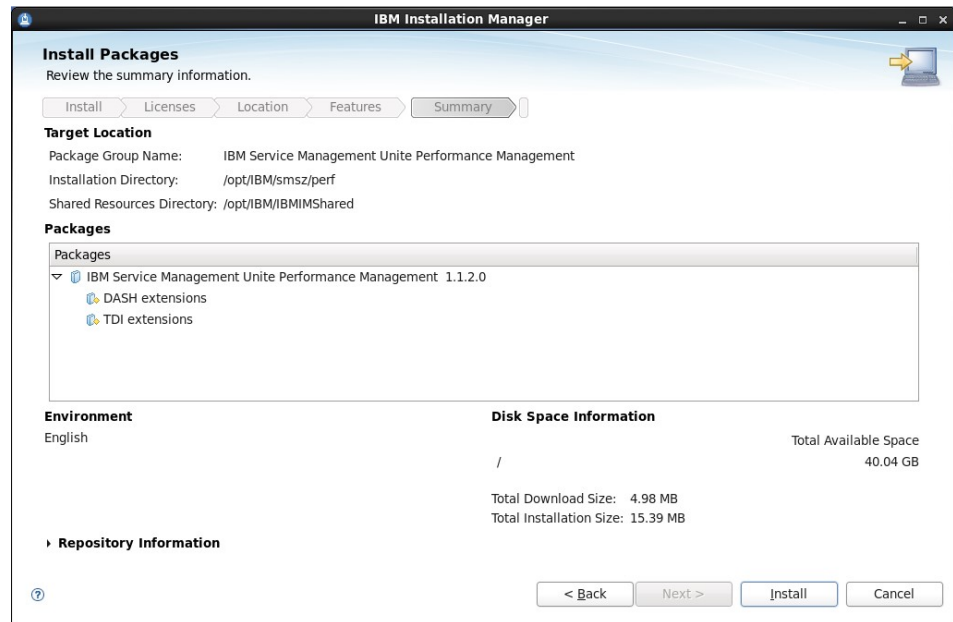 IBM Installation Manager
Install Packages
Review the summary information.
Install Licenses Location Features Summary
Target Location
Package Group Name: IBM Service Management Unite Performance Management
Installation Directory: /opt/IBM/smsz/perf
Shared Resources Directory: /opt/IBM/IBMIMShared
Packages
Packages
IBM Service Management Unite Performance Management 1.1.2.0
DASH extensions
TDI extensions
Environment Disk Space Information
English Total Available Space
/ 40.04 GB
Total Download Size: 4.98 MB
Total Installation Size: 15.39 MB
Repository Information
? < Back Next > Install Cancel